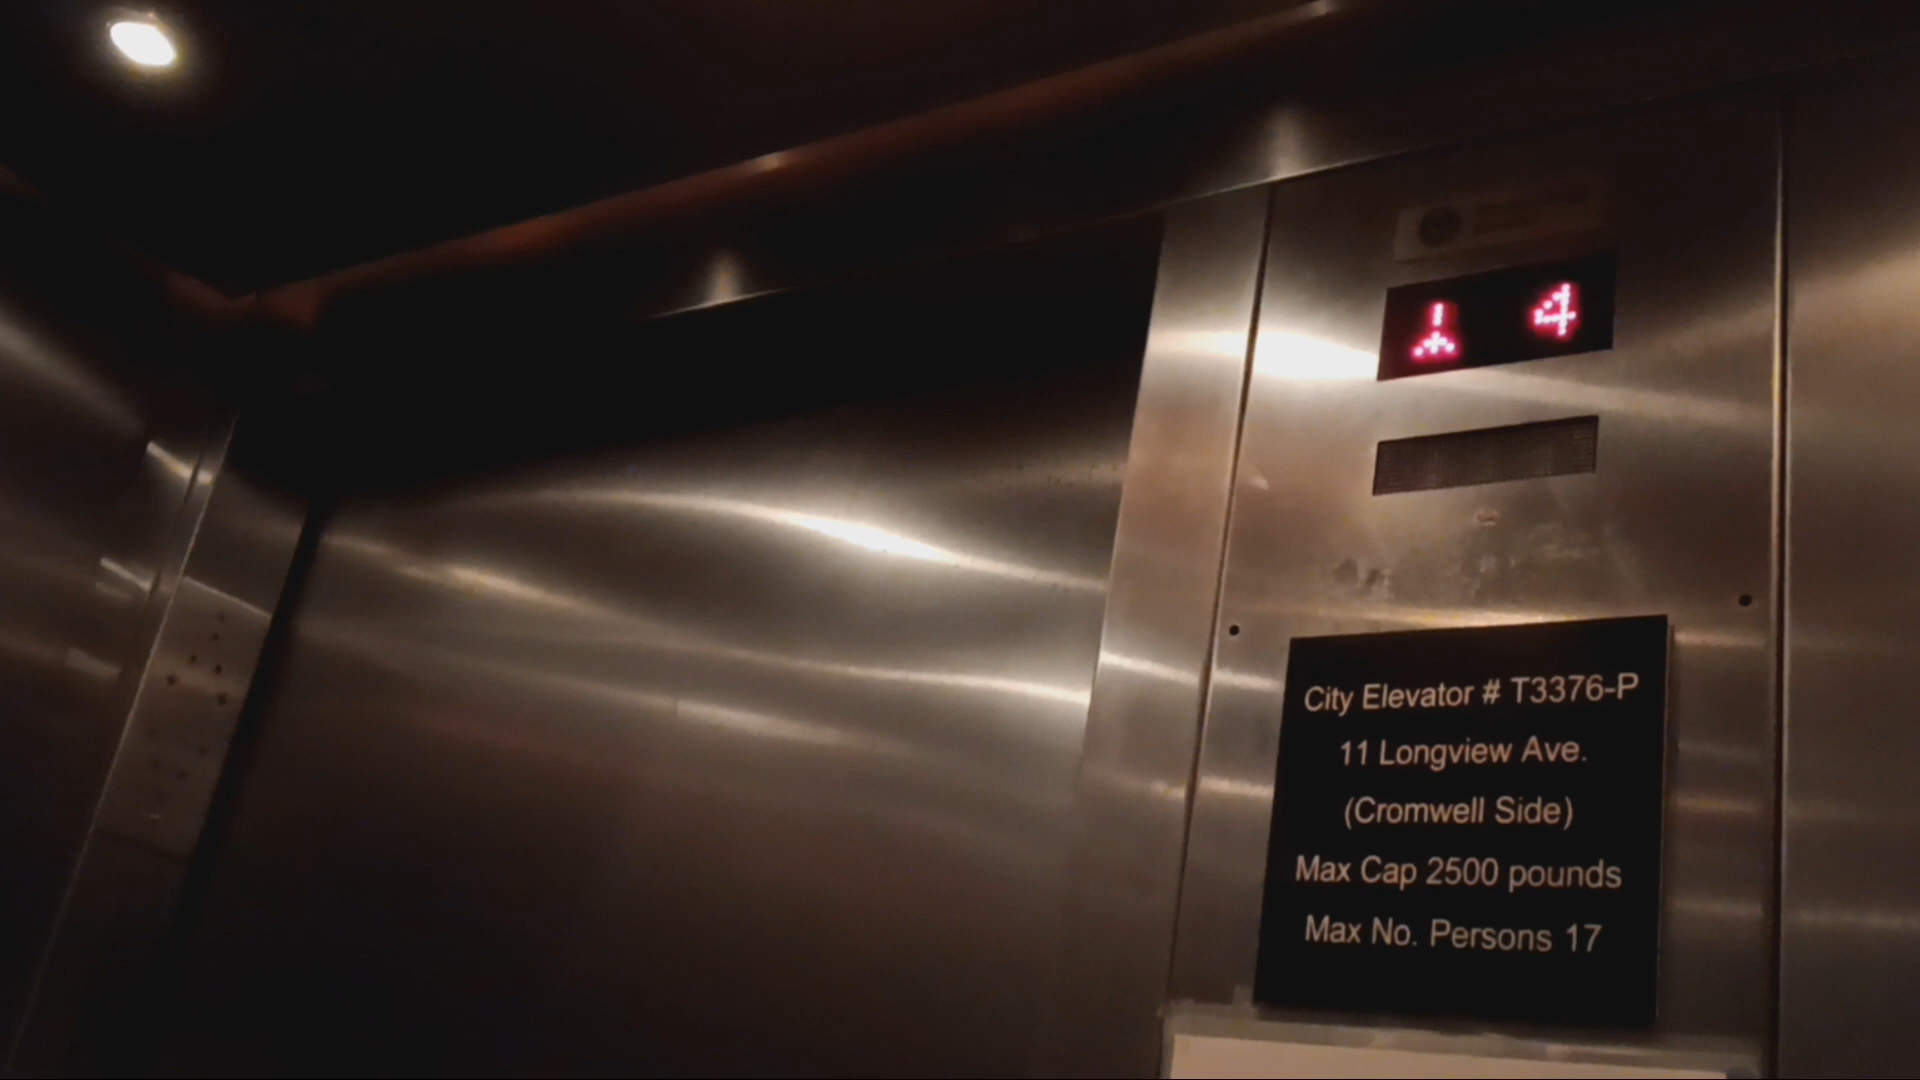 4
City Elevator # T3376-P
11 Longview Ave.
(Cromwell Side)
Max Cap 2500 pounds
Max No. Persons 17